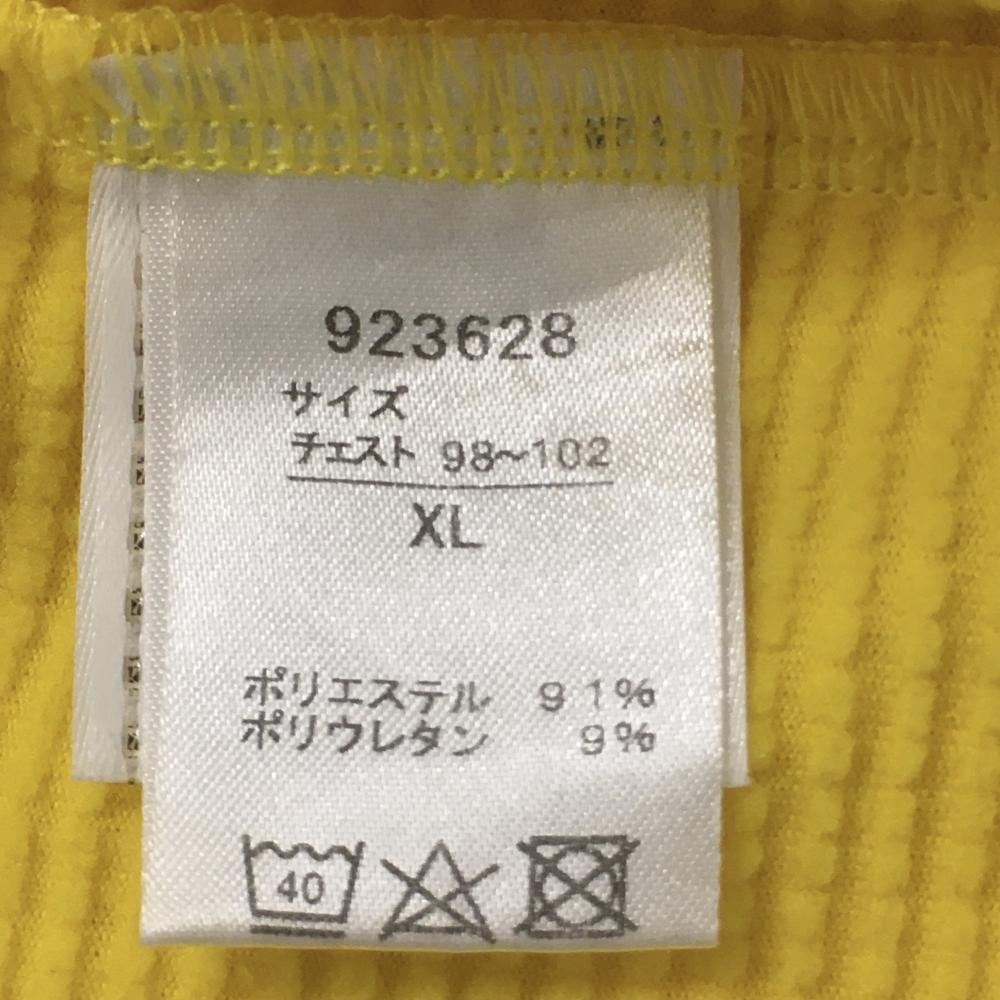 923628
サイズ
チェスト 98~102
XL
ポリエステル 91%
ポリウレタン 9%
40